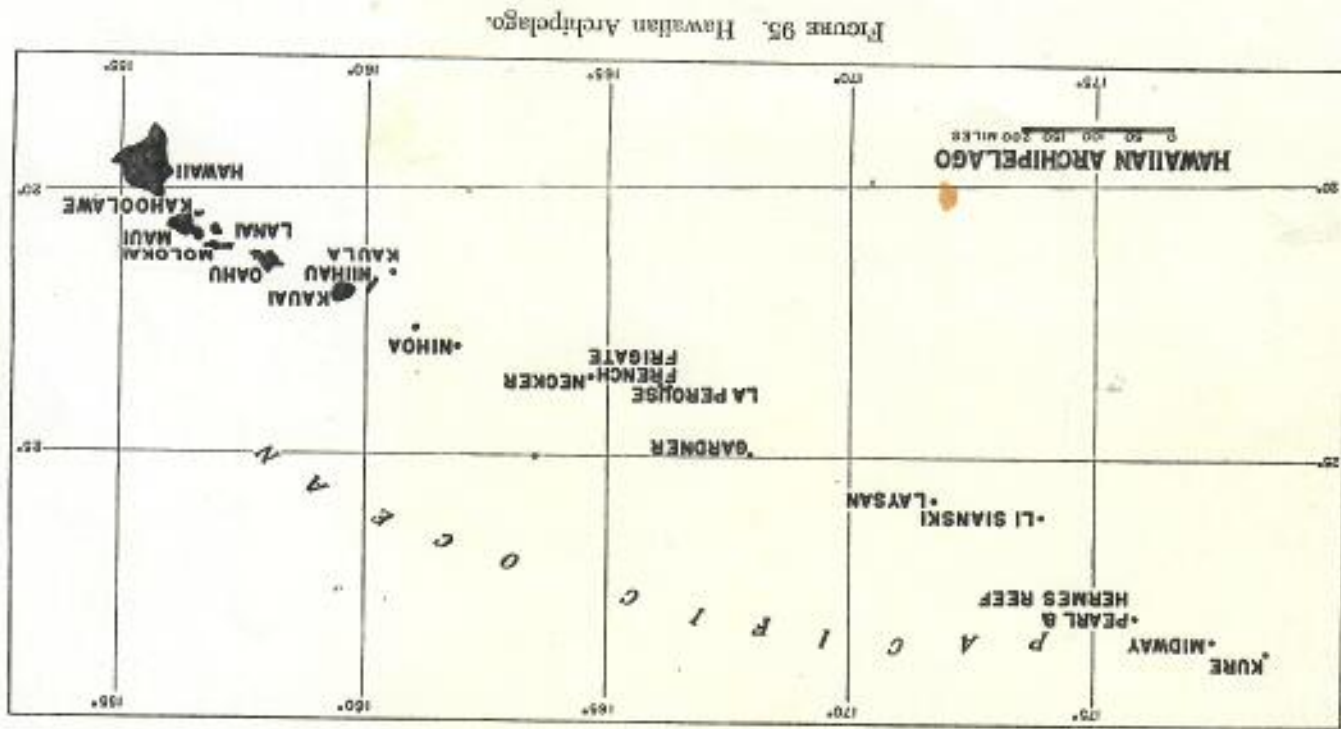 175° 170° 165° 160° 155°
KURE
MIDWAY
PEARL &
HERMES REEF
PACIFIC OCEAN
LI SIANSKI
LAYSAN
25° 25°
GARDNER
LA PEROUSE
FRENCH
FRIGATE
NECKER
NIHOA
KAUAI
NIIHAU
KAULA
OAHU
MOLOKAI
LANAI
MAUI
KAHOOLAWE
20° 20°
HAWAII
HAWAIIAN ARCHIPELAGO
0 50 100 150 200 MILES
175° 170° 165° 160° 155°
FIGURE 95. Hawaiian Archipelago.